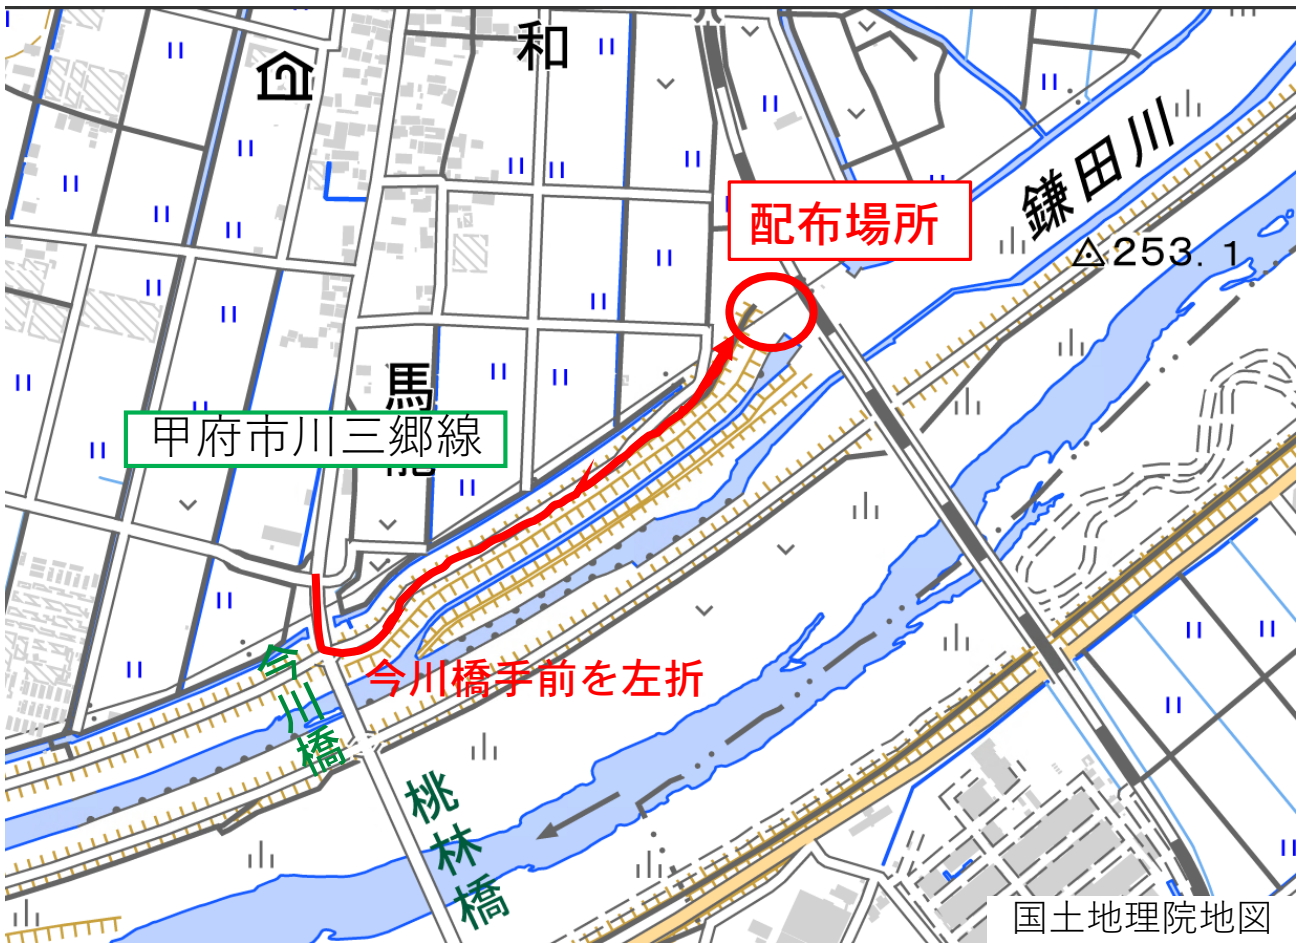 和
配布場所
鎌田川
253.1
馬
甲府市川三郷線
今川橋
今川橋手前を左折
桃林橋
国土地理院地図